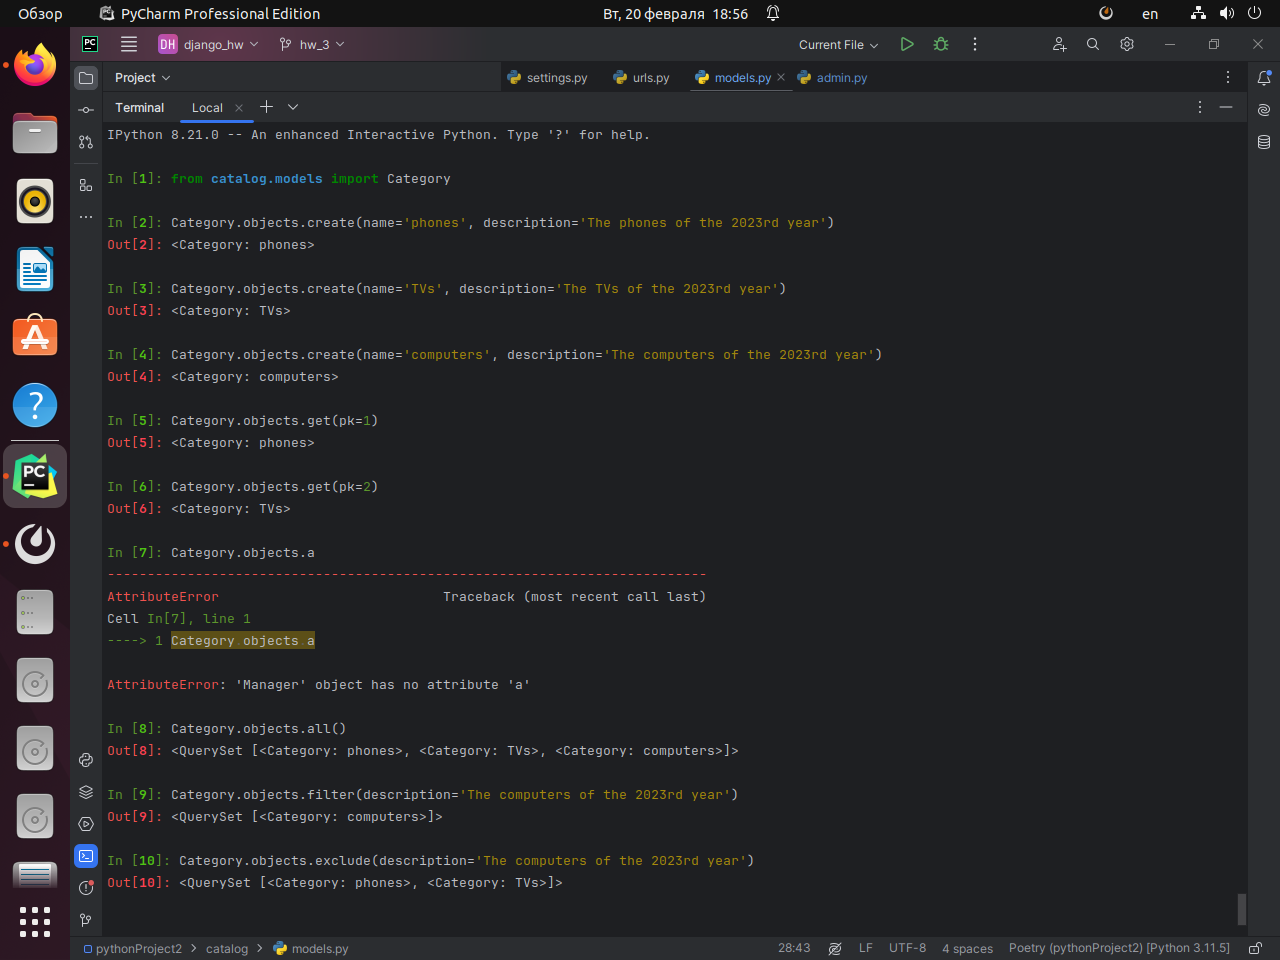 Обзор PyCharm Professional Edition Вт, 20 февраля 18:56 en
PC DH django_hw hw_3 Current File
Project settings.py urls.py models.py admin.py
Terminal Local
IPython 8.21.0 -- An enhanced Interactive Python. Type '?' for help.
In [1]: from catalog.models import Category
In [2]: Category.objects.create(name='phones', description='The phones of the 2023rd year')
Out[2]: <Category: phones>
In [3]: Category.objects.create(name='TVs', description='The TVs of the 2023rd year')
Out[3]: <Category: TVs>
In [4]: Category.objects.create(name='computers', description='The computers of the 2023rd year')
Out[4]: <Category: computers>
In [5]: Category.objects.get(pk=1)
Out[5]: <Category: phones>
In [6]: Category.objects.get(pk=2)
Out[6]: <Category: TVs>
In [7]: Category.objects.a
---------------------------------------------------------------------------
AttributeError Traceback (most recent call last)
Cell In[7], line 1
----> 1 Category.objects.a
AttributeError: 'Manager' object has no attribute 'a'
In [8]: Category.objects.all()
Out[8]: <QuerySet [<Category: phones>, <Category: TVs>, <Category: computers>]>
In [9]: Category.objects.filter(description='The computers of the 2023rd year')
Out[9]: <QuerySet [<Category: computers>]>
In [10]: Category.objects.exclude(description='The computers of the 2023rd year')
Out[10]: <QuerySet [<Category: phones>, <Category: TVs>]>
pythonProject2 > catalog > models.py 28:43 LF UTF-8 4 spaces Poetry (pythonProject2) [Python 3.11.5]